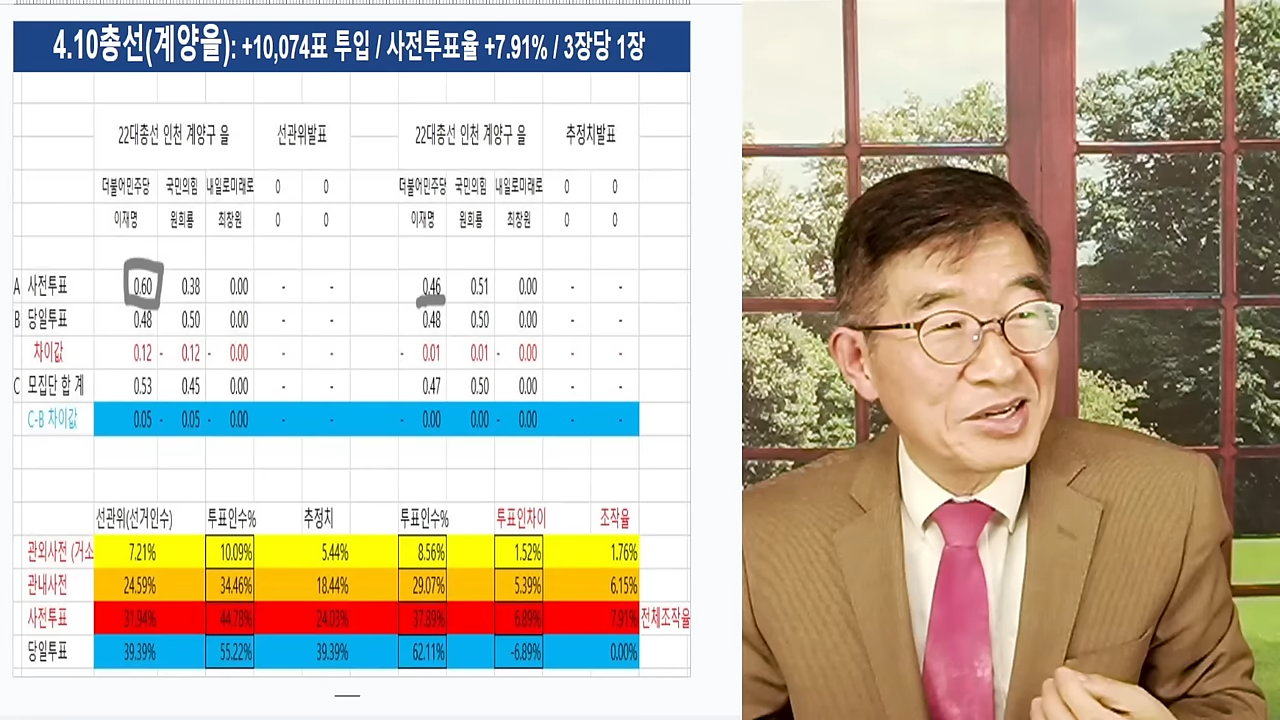 4.10총선(계양을): +10,074표 투입 / 사전투표율 +7.91% / 3장당 1장
22대총선 인천 계양구 을 선관위발표 22대총선 인천 계양구 을 추정치발표
더불어민주당 국민의힘 내일로미래로 0 0 더불어민주당 국민의힘 내일로미래로 0 0
이재명 원희룡 최창원 0 0 이재명 원희룡 최창원 0 0
A 사전투표 0.60 0.38 0.00 - - 0.46 0.51 0.00 - -
B 당일투표 0.48 0.50 0.00 - - 0.48 0.50 0.00 - -
차이값 0.12 - 0.12 - 0.00 - - - 0.01 0.01 - 0.00 - -
C 모집단 합 계 0.53 0.45 0.00 - - 0.47 0.50 0.00 - -
C-B 차이값 0.05 - 0.05 - 0.00 - - - 0.00 0.00 - 0.00 - -
선관위(선거인수) 투표인수% 추정치 투표인수% 투표인차이 조작율
관외사전 (거소 7.21% 10.09% 5.44% 8.56% 1.52% 1.76%
관내사전 24.59% 34.46% 18.44% 29.07% 5.39% 6.15%
사전투표 31.94% 44.78% 24.03% 37.89% 6.89% 7.91% 전체조작율
당일투표 39.39% 55.22% 39.39% 62.11% -6.89% 0.00%